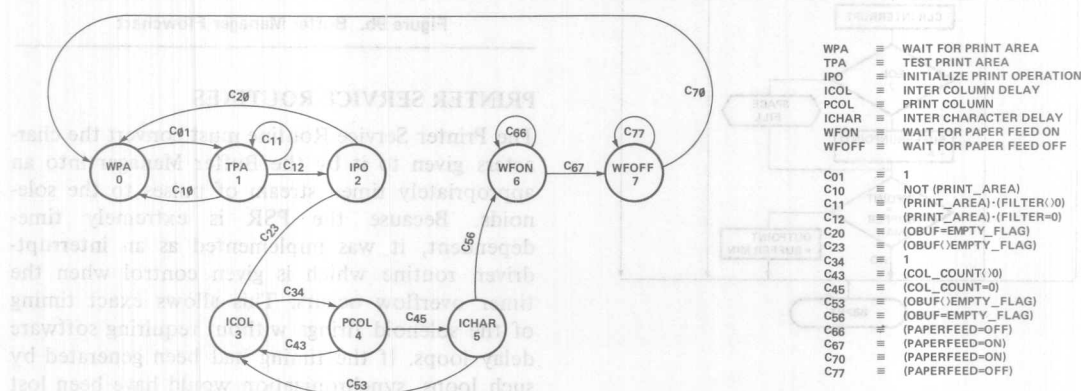 C20
C01
C11
C12
C10
WPA
0
TPA
1
IPO
2
C66
WFON
6
C67
C77
WFOFF
7
C70
C23
C34
C43
C45
C53
C56
ICOL
3
PCOL
4
ICHAR
5
WPA ≡ WAIT FOR PRINT AREA
TPA ≡ TEST PRINT AREA
IPO ≡ INITIALIZE PRINT OPERATION
ICOL ≡ INTER COLUMN DELAY
PCOL ≡ PRINT COLUMN
ICHAR ≡ INTER CHARACTER DELAY
WFON ≡ WAIT FOR PAPER FEED ON
WFOFF ≡ WAIT FOR PAPER FEED OFF
C01 ≡ 1
C10 ≡ NOT (PRINT_AREA)
C11 ≡ (PRINT_AREA)·(FILTER⟨⟩0)
C12 ≡ (PRINT_AREA)·(FILTER=0)
C20 ≡ (OBUF=EMPTY_FLAG)
C23 ≡ (OBUF⟨⟩EMPTY_FLAG)
C34 ≡ 1
C43 ≡ (COL_COUNT⟨⟩0)
C45 ≡ (COL_COUNT=0)
C53 ≡ (OBUF⟨⟩EMPTY_FLAG)
C56 ≡ (OBUF=EMPTY_FLAG)
C66 ≡ (PAPERFEED=OFF)
C67 ≡ (PAPERFEED=ON)
C70 ≡ (PAPERFEED=ON)
C77 ≡ (PAPERFEED=OFF)